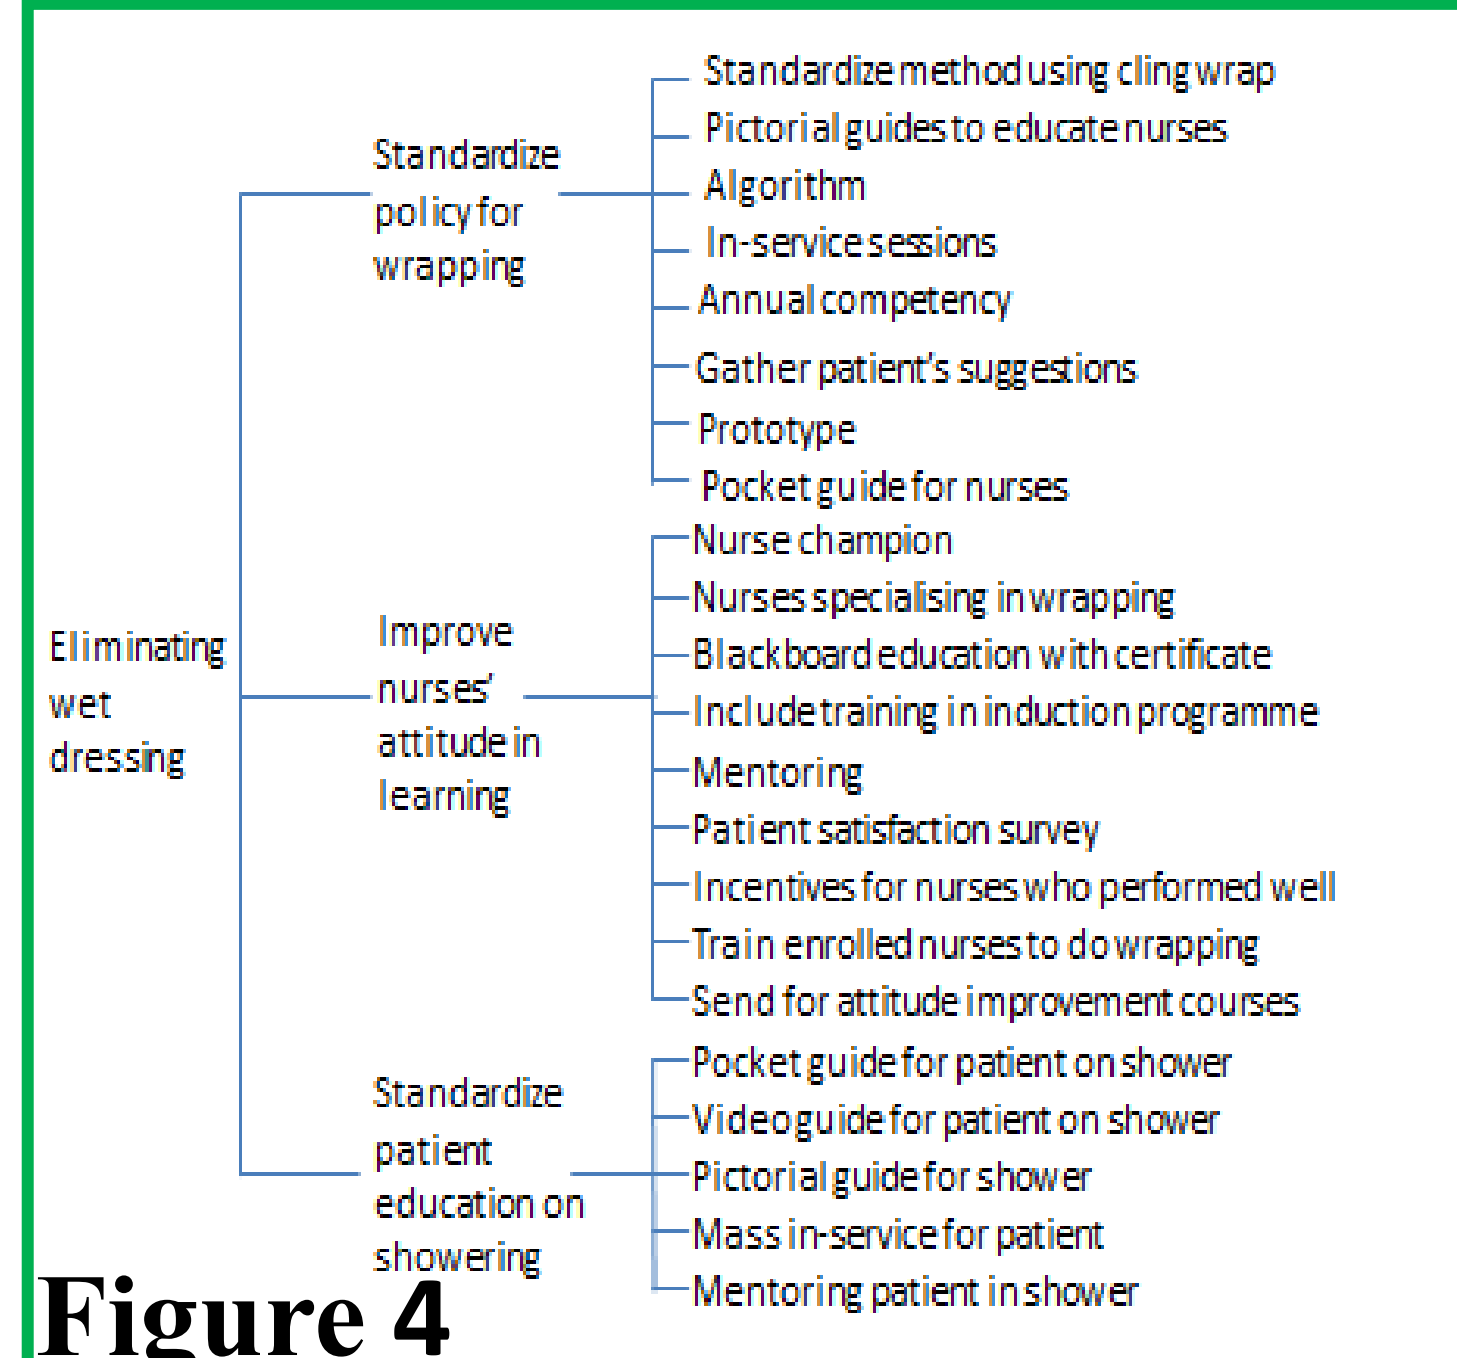 Eliminating
wet
dressing
Standardize
policy for
wrapping
Standardize method using cling wrap
Pictorial guides to educate nurses
Algorithm
In-service sessions
Annual competency
Gather patient's suggestions
Prototype
Pocket guide for nurses
Improve
nurses'
attitude in
learning
Nurse champion
Nurses specialising in wrapping
Blackboard education with certificate
Include training in induction programme
Mentoring
Patient satisfaction survey
Incentives for nurses who performed well
Train enrolled nurses to do wrapping
Send for attitude improvement courses
Standardize
patient
education on
showering
Pocket guide for patient on shower
Video guide for patient on shower
Pictorial guide for shower
Mass in-service for patient
Mentoring patient in shower
Figure 4